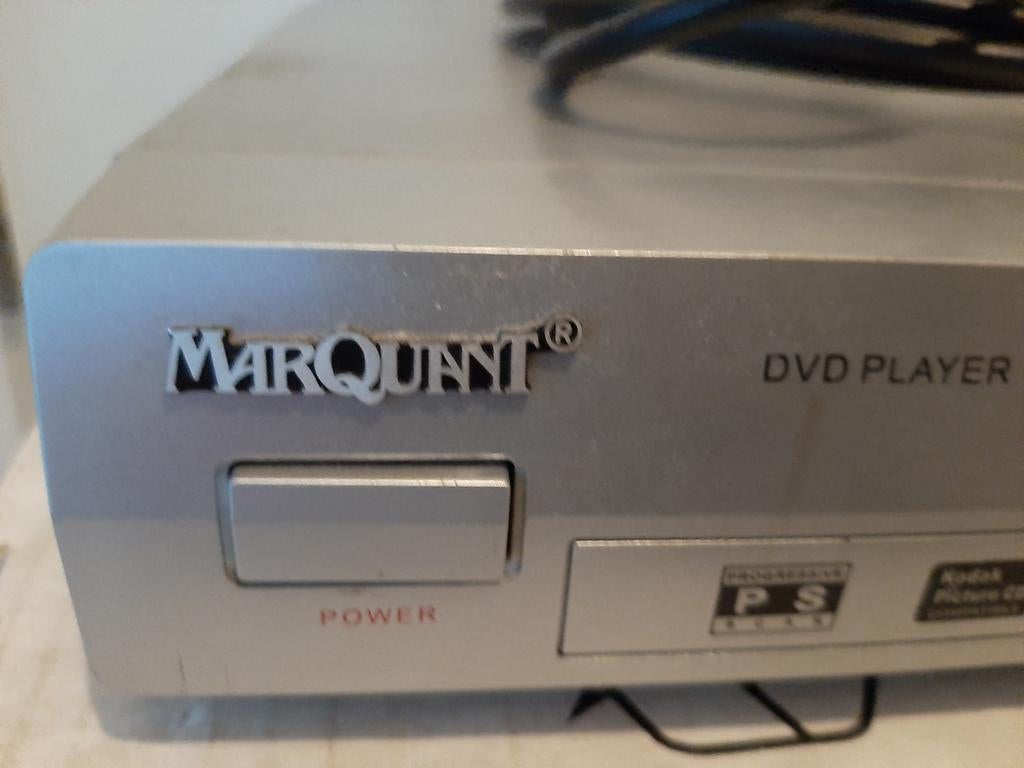 MARQUANT®
DVD PLAYER
POWER
PROGRESSIVE
P S
SCAN
Kodak
Picture CD